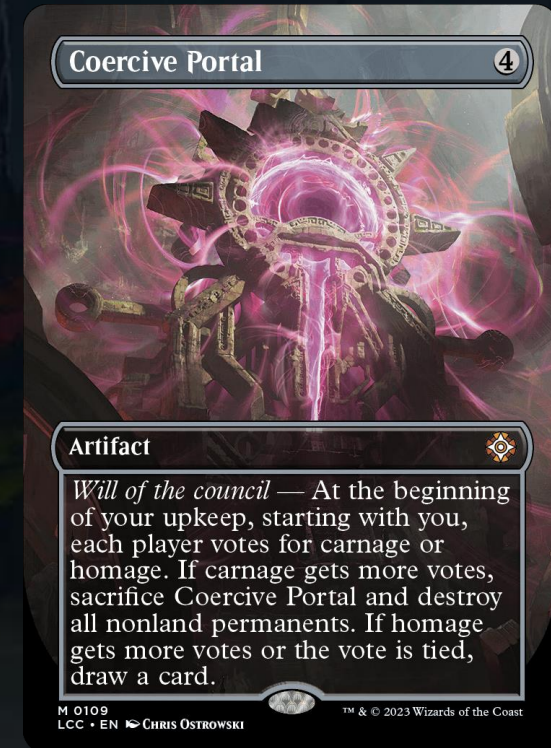 Coercive Portal 4
Artifact
Will of the council — At the beginning
of your upkeep, starting with you,
each player votes for carnage or
homage. If carnage gets more votes,
sacrifice Coercive Portal and destroy
all nonland permanents. If homage
gets more votes or the vote is tied,
draw a card.
M 0109
LCC • EN Chris Ostrowski
™ & © 2023 Wizards of the Coast